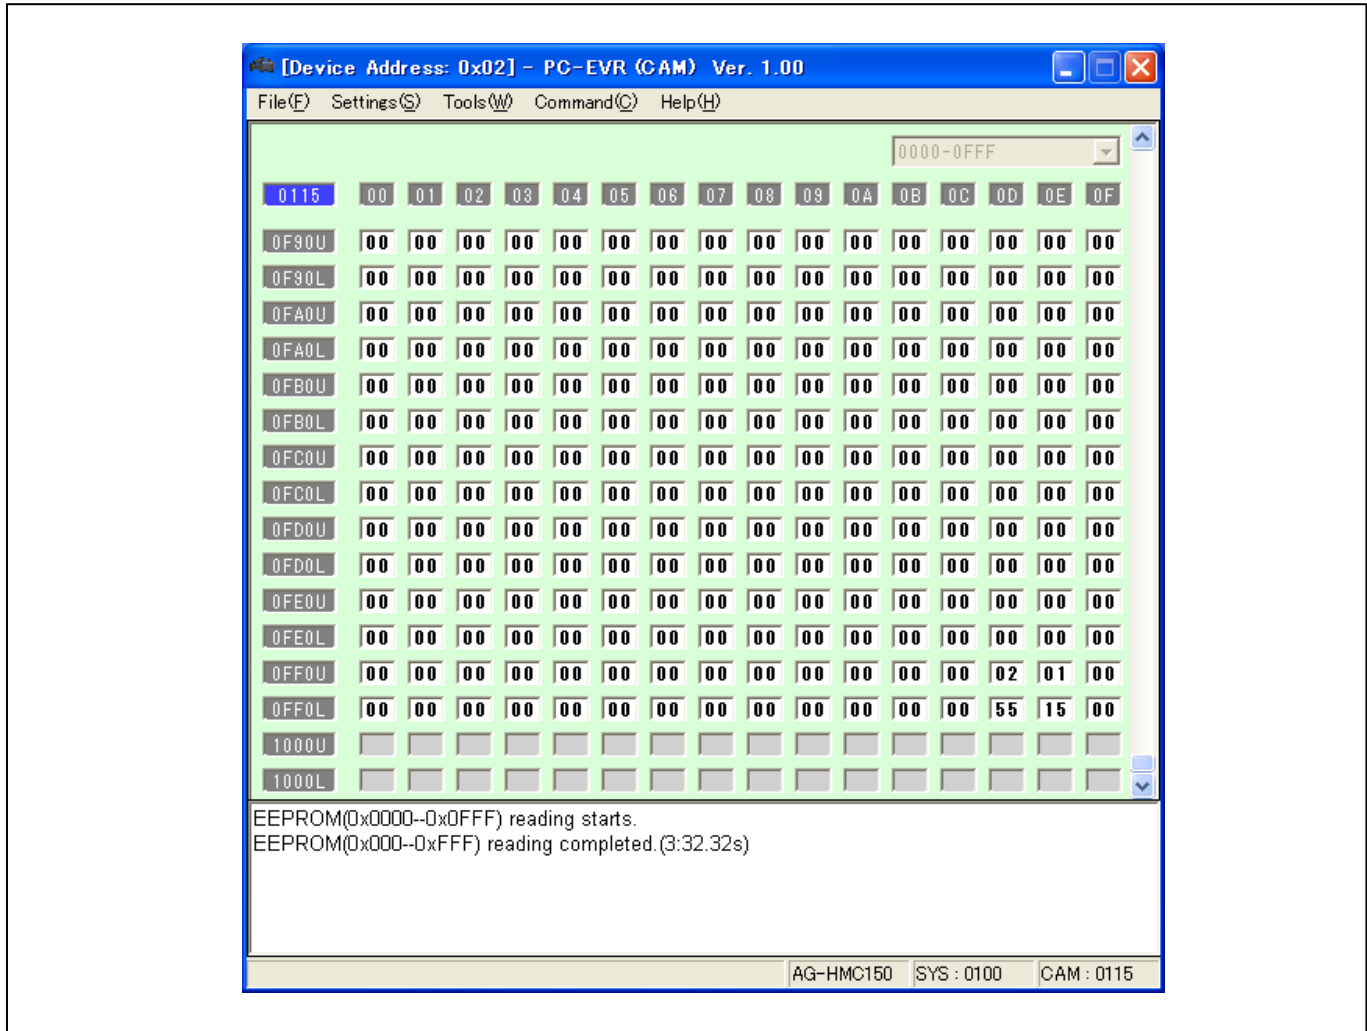 [Device Address: 0x02] - PC-EVR (CAM) Ver. 1.00
File(F) Settings(S) Tools(W) Command(C) Help(H)
0000-0FFF
0115 00 01 02 03 04 05 06 07 08 09 0A 0B 0C 0D 0E 0F
0F90U 00 00 00 00 00 00 00 00 00 00 00 00 00 00 00 00
0F90L 00 00 00 00 00 00 00 00 00 00 00 00 00 00 00 00
0FA0U 00 00 00 00 00 00 00 00 00 00 00 00 00 00 00 00
0FA0L 00 00 00 00 00 00 00 00 00 00 00 00 00 00 00 00
0FB0U 00 00 00 00 00 00 00 00 00 00 00 00 00 00 00 00
0FB0L 00 00 00 00 00 00 00 00 00 00 00 00 00 00 00 00
0FC0U 00 00 00 00 00 00 00 00 00 00 00 00 00 00 00 00
0FC0L 00 00 00 00 00 00 00 00 00 00 00 00 00 00 00 00
0FD0U 00 00 00 00 00 00 00 00 00 00 00 00 00 00 00 00
0FD0L 00 00 00 00 00 00 00 00 00 00 00 00 00 00 00 00
0FE0U 00 00 00 00 00 00 00 00 00 00 00 00 00 00 00 00
0FE0L 00 00 00 00 00 00 00 00 00 00 00 00 00 00 00 00
0FF0U 00 00 00 00 00 00 00 00 00 00 00 00 00 02 01 00
0FF0L 00 00 00 00 00 00 00 00 00 00 00 00 00 55 15 00
1000U
1000L
EEPROM(0x0000--0x0FFF) reading starts.
EEPROM(0x000--0xFFF) reading completed.(3:32.32s)
AG-HMC150 SYS : 0100 CAM : 0115